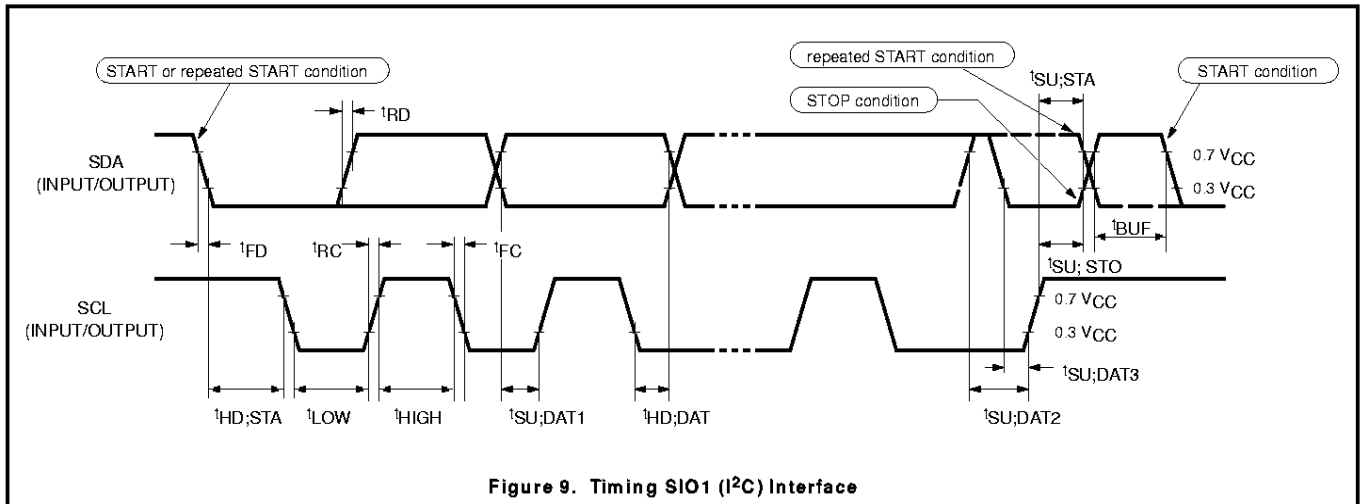 START or repeated START condition
repeated START condition
tSU;STA
START condition
STOP condition
tRD
SDA
(INPUT/OUTPUT)
0.7 VCC
0.3 VCC
tFD
tRC
tFC
tBUF
tSU; STO
SCL
(INPUT/OUTPUT)
0.7 VCC
0.3 VCC
tSU;DAT3
tHD;STA
tLOW
tHIGH
tSU;DAT1
tHD;DAT
tSU;DAT2
Figure 9. Timing SIO1 (I²C) Interface